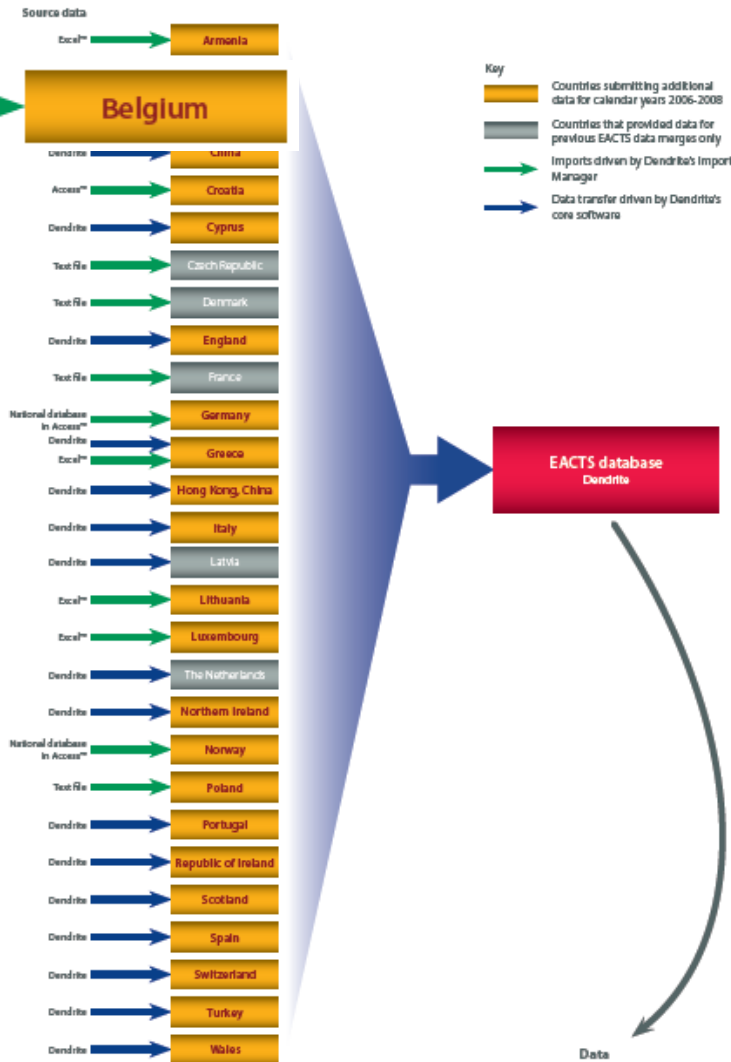 Source data
Excel™
Armenia
Belgium
Dendrite
China
Access™
Croatia
Dendrite
Cyprus
Text file
Czech Republic
Text file
Denmark
Dendrite
England
Text file
France
National database
in Access™
Germany
Dendrite
Excel™
Greece
Dendrite
Hong Kong, China
Dendrite
Italy
Dendrite
Latvia
Excel™
Lithuania
Excel™
Luxembourg
Dendrite
The Netherlands
Dendrite
Northern Ireland
National database
in Access™
Norway
Text file
Poland
Dendrite
Portugal
Dendrite
Republic of Ireland
Dendrite
Scotland
Dendrite
Spain
Dendrite
Switzerland
Dendrite
Turkey
Dendrite
Wales
Key
Countries submitting additional
data for calendar years 2006-2008
Countries that provided data for
previous EACTS data merges only
Imports driven by Dendrite's Import
Manager
Data transfer driven by Dendrite's
core software
EACTS database
Dendrite
Data